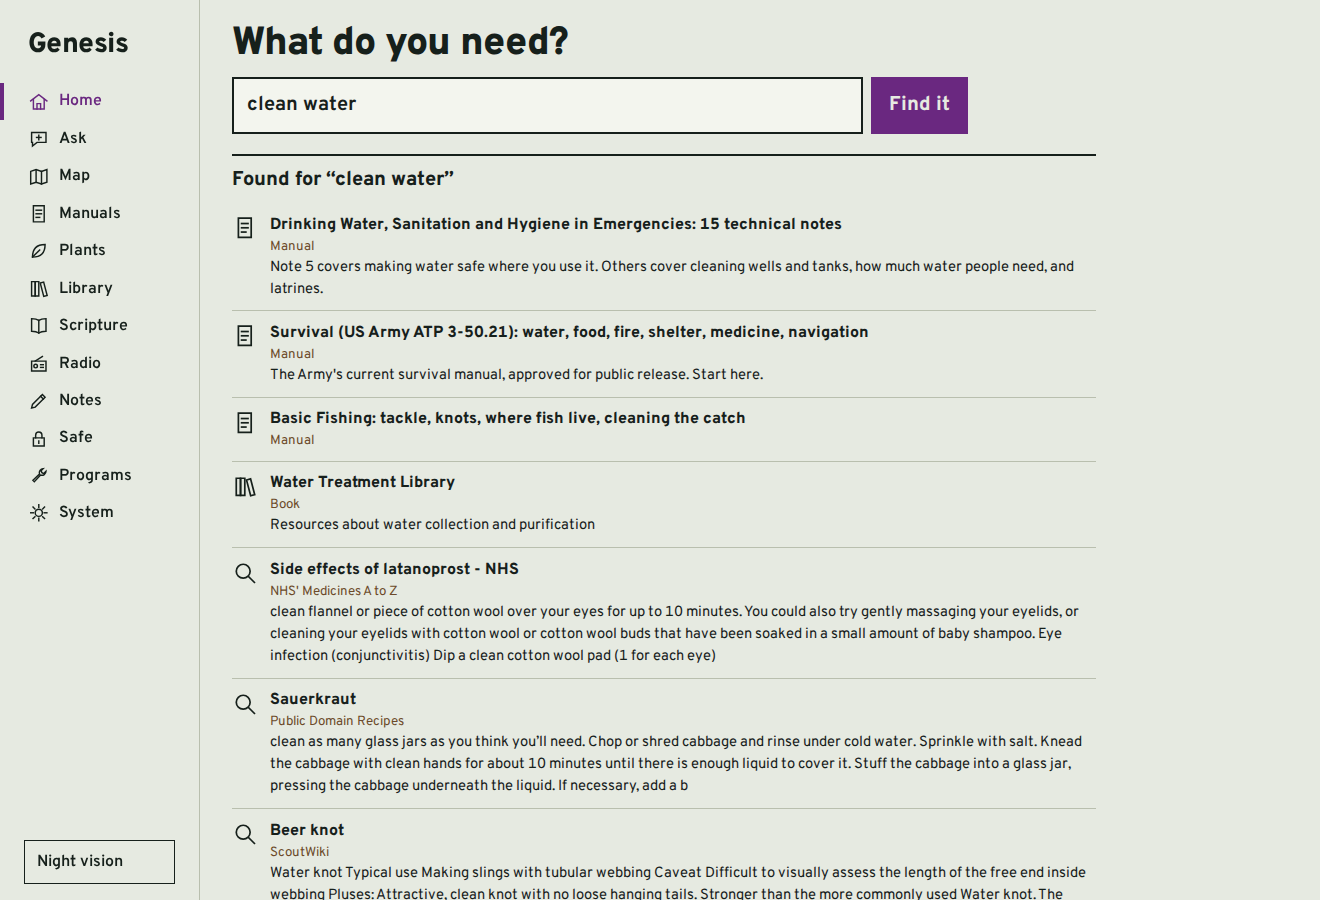 Genesis
Home
Ask
Map
Manuals
Plants
Library
Scripture
Radio
Notes
Safe
Programs
System
Night vision
What do you need?
clean water
Find it
Found for “clean water”
Drinking Water, Sanitation and Hygiene in Emergencies: 15 technical notes
Manual
Note 5 covers making water safe where you use it. Others cover cleaning wells and tanks, how much water people need, and
latrines.
Survival (US Army ATP 3-50.21): water, food, fire, shelter, medicine, navigation
Manual
The Army's current survival manual, approved for public release. Start here.
Basic Fishing: tackle, knots, where fish live, cleaning the catch
Manual
Water Treatment Library
Book
Resources about water collection and purification
Side effects of latanoprost - NHS
NHS' Medicines A to Z
clean flannel or piece of cotton wool over your eyes for up to 10 minutes. You could also try gently massaging your eyelids, or
cleaning your eyelids with cotton wool or cotton wool buds that have been soaked in a small amount of baby shampoo. Eye
infection (conjunctivitis) Dip a clean cotton wool pad (1 for each eye)
Sauerkraut
Public Domain Recipes
clean as many glass jars as you think you’ll need. Chop or shred cabbage and rinse under cold water. Sprinkle with salt. Knead
the cabbage with clean hands for about 10 minutes until there is enough liquid to cover it. Stuff the cabbage into a glass jar,
pressing the cabbage underneath the liquid. If necessary, add a b
Beer knot
ScoutWiki
Water knot Typical use Making slings with tubular webbing Caveat Difficult to visually assess the length of the free end inside
webbing Pluses: Attractive, clean knot with no loose hanging tails. Stronger than the more commonly used Water knot. The